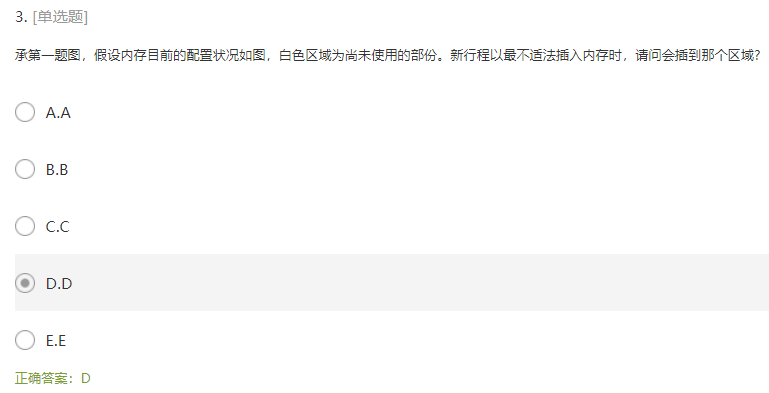 3. [单选题]
承第一题图，假设内存目前的配置状况如图，白色区域为尚未使用的部份。新行程以最不适法插入内存时，请问会插到那个区域?
A.A
B.B
C.C
D.D
E.E
正确答案：D